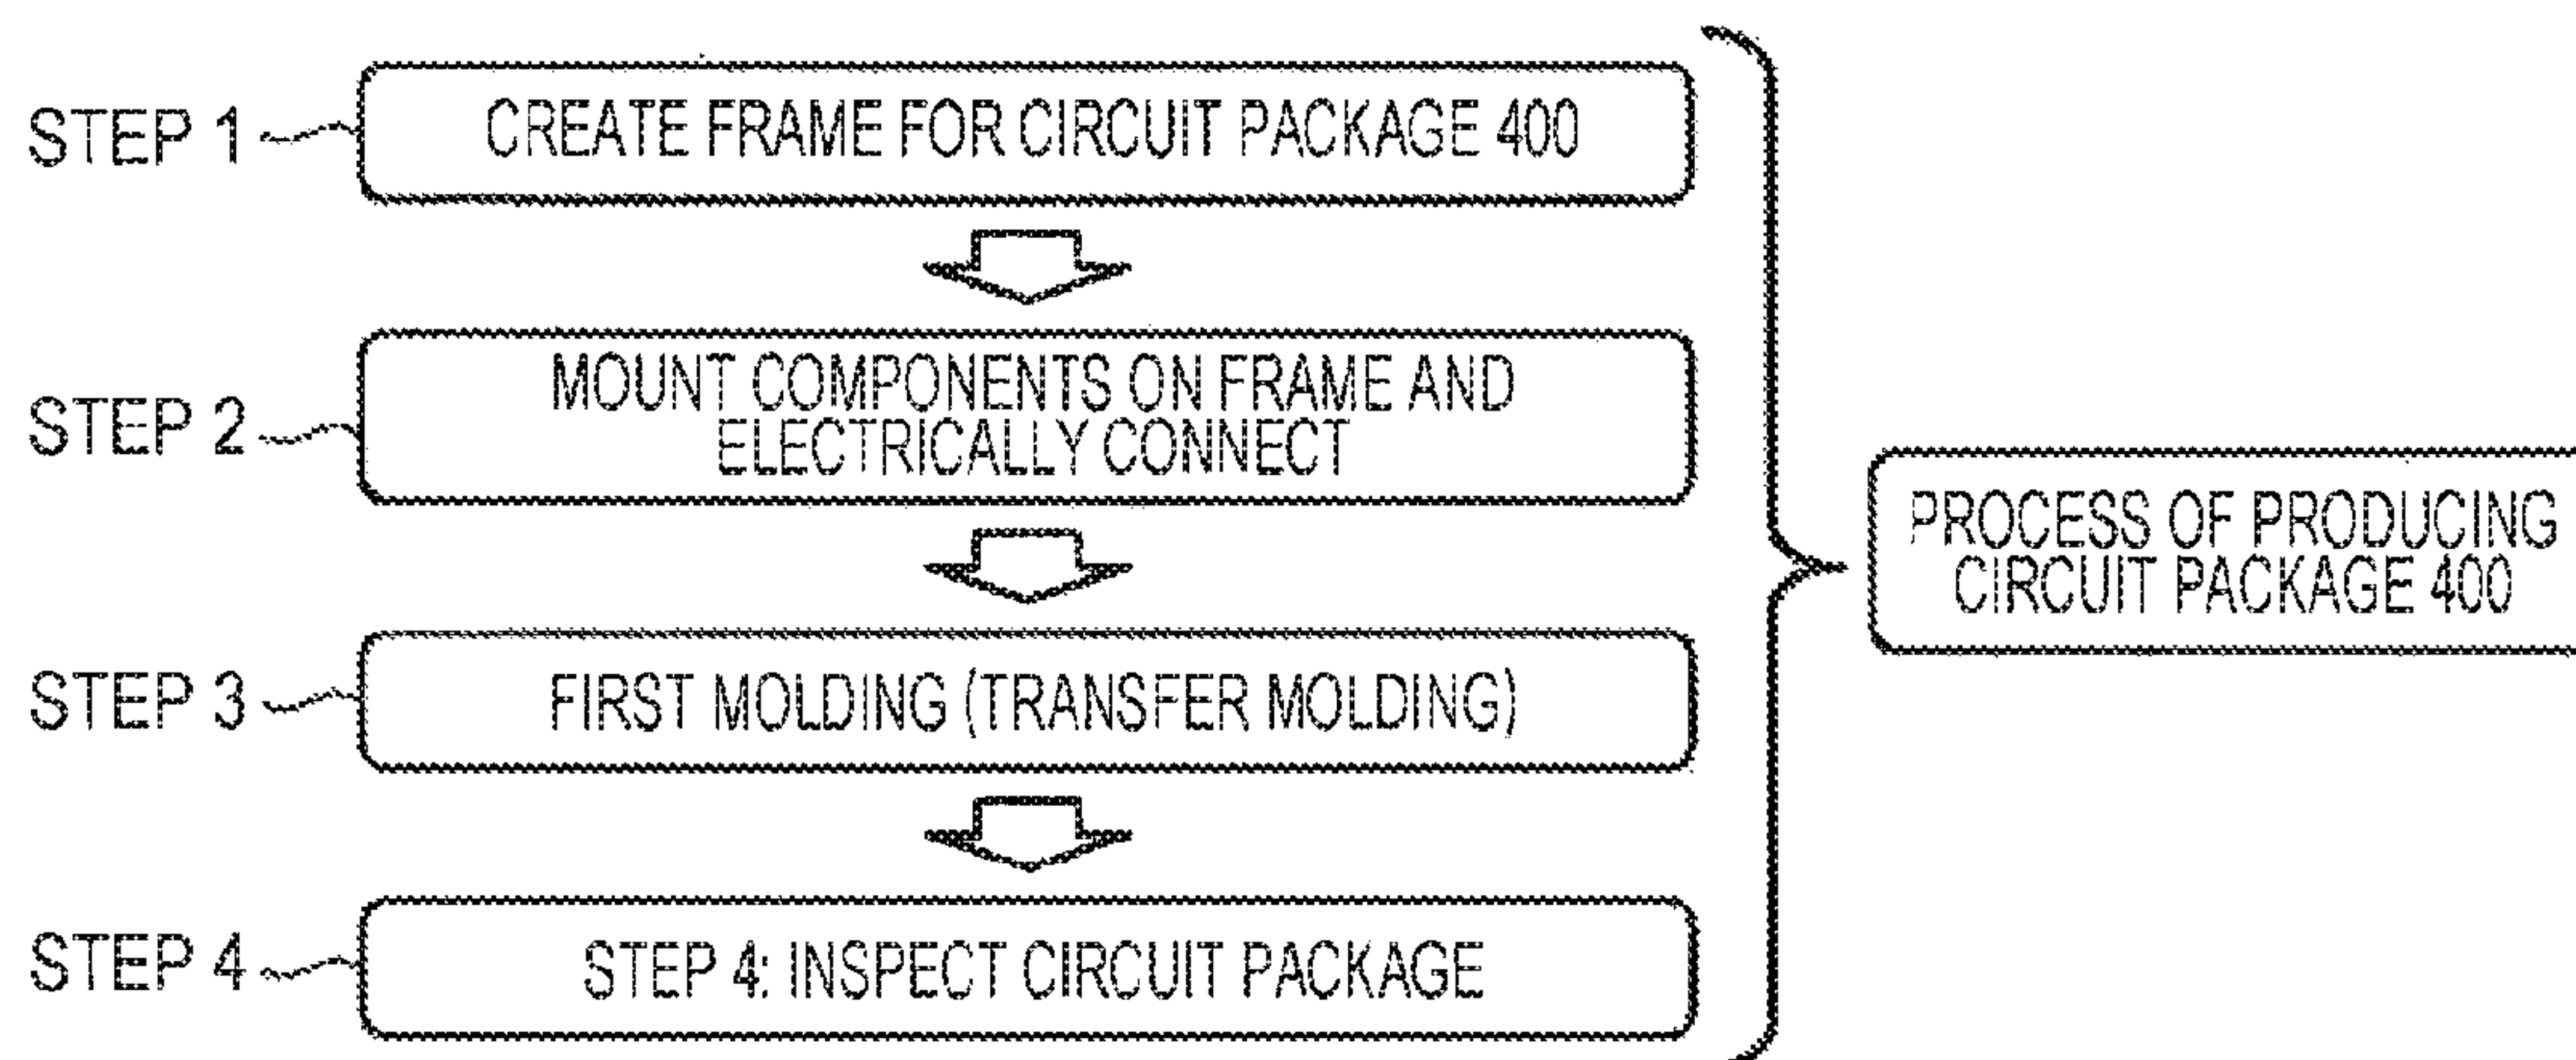 STEP 1
CREATE FRAME FOR CIRCUIT PACKAGE 400
STEP 2
MOUNT COMPONENTS ON FRAME AND
ELECTRICALLY CONNECT
STEP 3
FIRST MOLDING (TRANSFER MOLDING)
STEP 4
STEP 4: INSPECT CIRCUIT PACKAGE
PROCESS OF PRODUCING
CIRCUIT PACKAGE 400